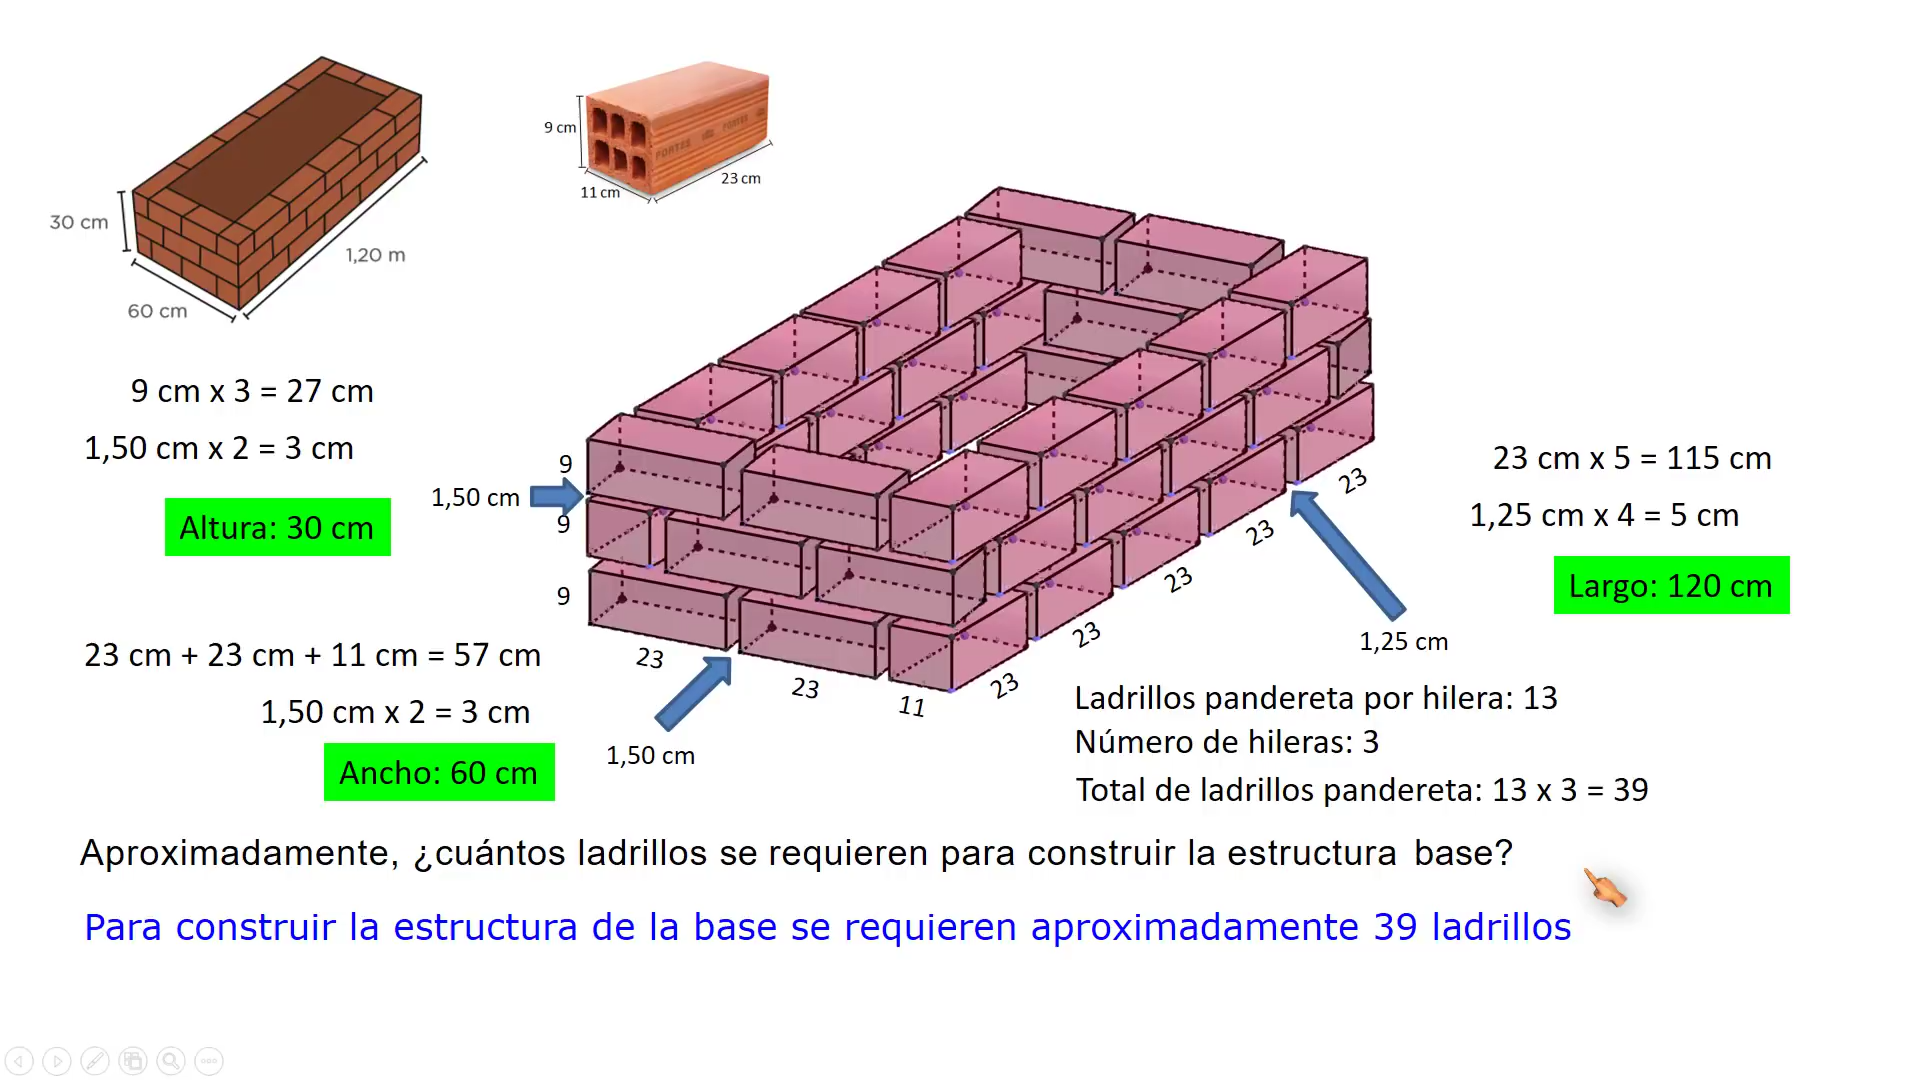 30 cm
60 cm
1,20 m
9 cm
11 cm
23 cm
FORTES
FORTES
9 cm x 3 = 27 cm
1,50 cm x 2 = 3 cm
Altura: 30 cm
23 cm + 23 cm + 11 cm = 57 cm
1,50 cm x 2 = 3 cm
Ancho: 60 cm
9
1,50 cm
9
9
23
23
11
23
23
23
23
23
1,50 cm
1,25 cm
23 cm x 5 = 115 cm
1,25 cm x 4 = 5 cm
Largo: 120 cm
Ladrillos pandereta por hilera: 13
Número de hileras: 3
Total de ladrillos pandereta: 13 x 3 = 39
Aproximadamente, ¿cuántos ladrillos se requieren para construir la estructura base?
Para construir la estructura de la base se requieren aproximadamente 39 ladrillos